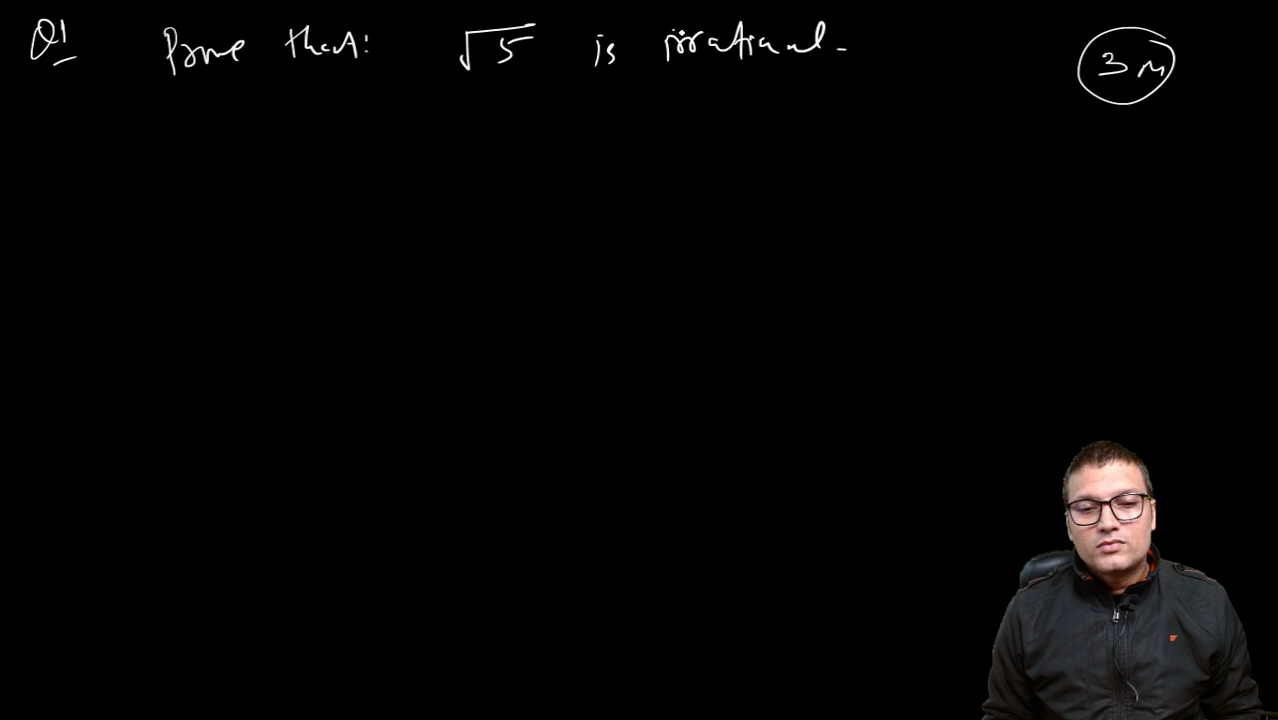 Q1 Prove that: √5 is irrational. 3M